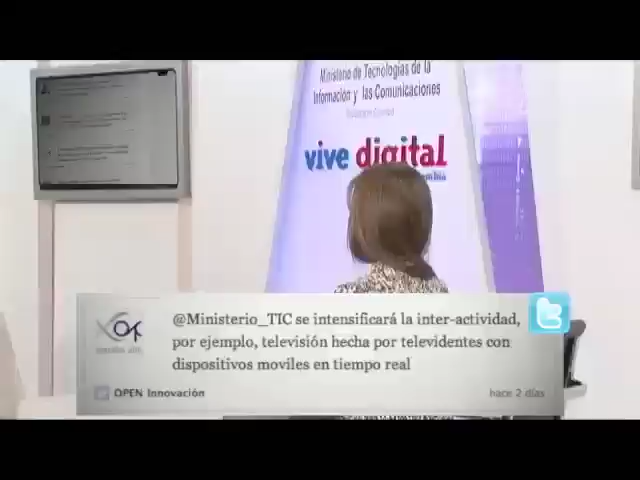 Ministerio de Tecnologías de la
Información y las Comunicaciones
vive digital
@Ministerio_TIC se intensificará la inter-actividad,
por ejemplo, televisión hecha por televidentes con
dispositivos moviles en tiempo real
OPEN Innovación
hace 2 días